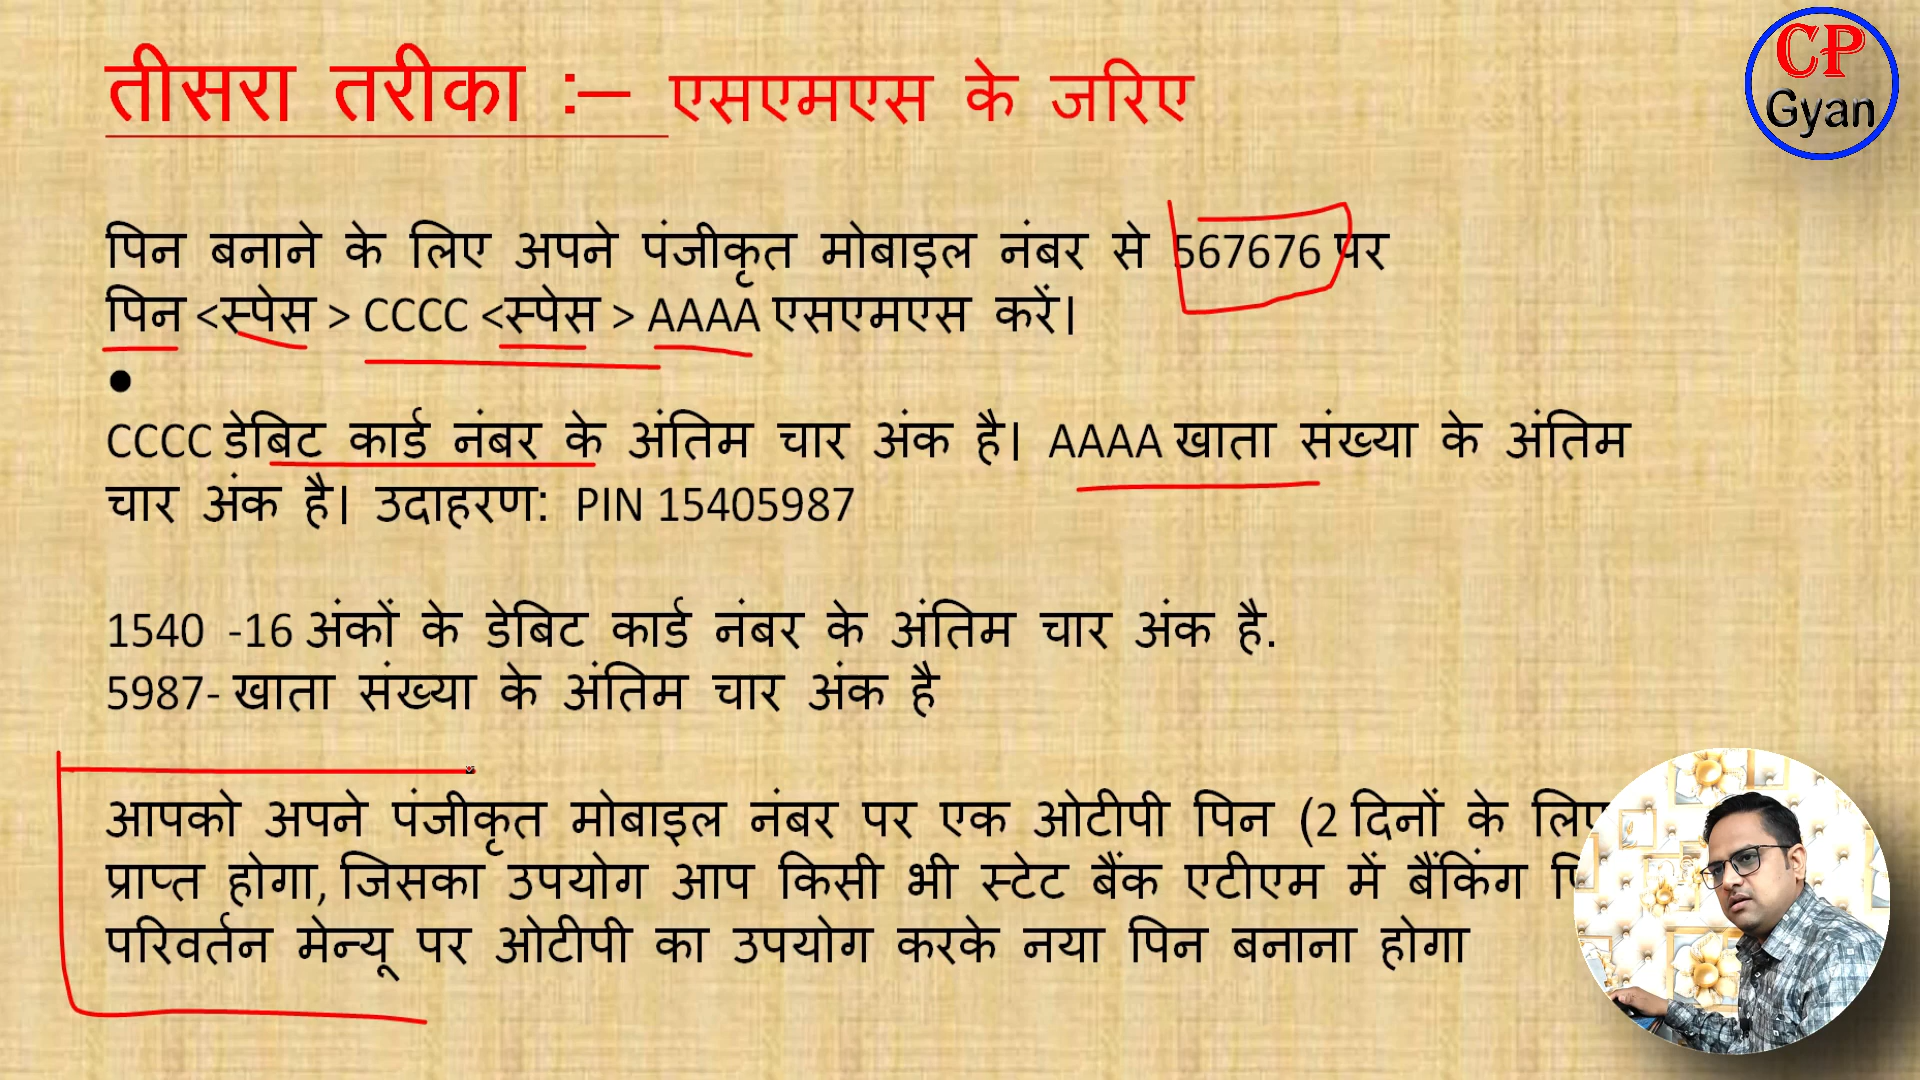 तीसरा तरीका :– एसएमएस के जरिए
CP
Gyan
पिन बनाने के लिए अपने पंजीकृत मोबाइल नंबर से 567676 पर
पिन <स्पेस > CCCC <स्पेस > AAAA एसएमएस करें।
CCCC डेबिट कार्ड नंबर के अंतिम चार अंक है। AAAA खाता संख्या के अंतिम
चार अंक है। उदाहरण: PIN 15405987
1540 -16 अंकों के डेबिट कार्ड नंबर के अंतिम चार अंक है.
5987- खाता संख्या के अंतिम चार अंक है
आपको अपने पंजीकृत मोबाइल नंबर पर एक ओटीपी पिन (2 दिनों के लिए
प्राप्त होगा, जिसका उपयोग आप किसी भी स्टेट बैंक एटीएम में बैंकिंग
परिवर्तन मेन्यू पर ओटीपी का उपयोग करके नया पिन बनाना होगा